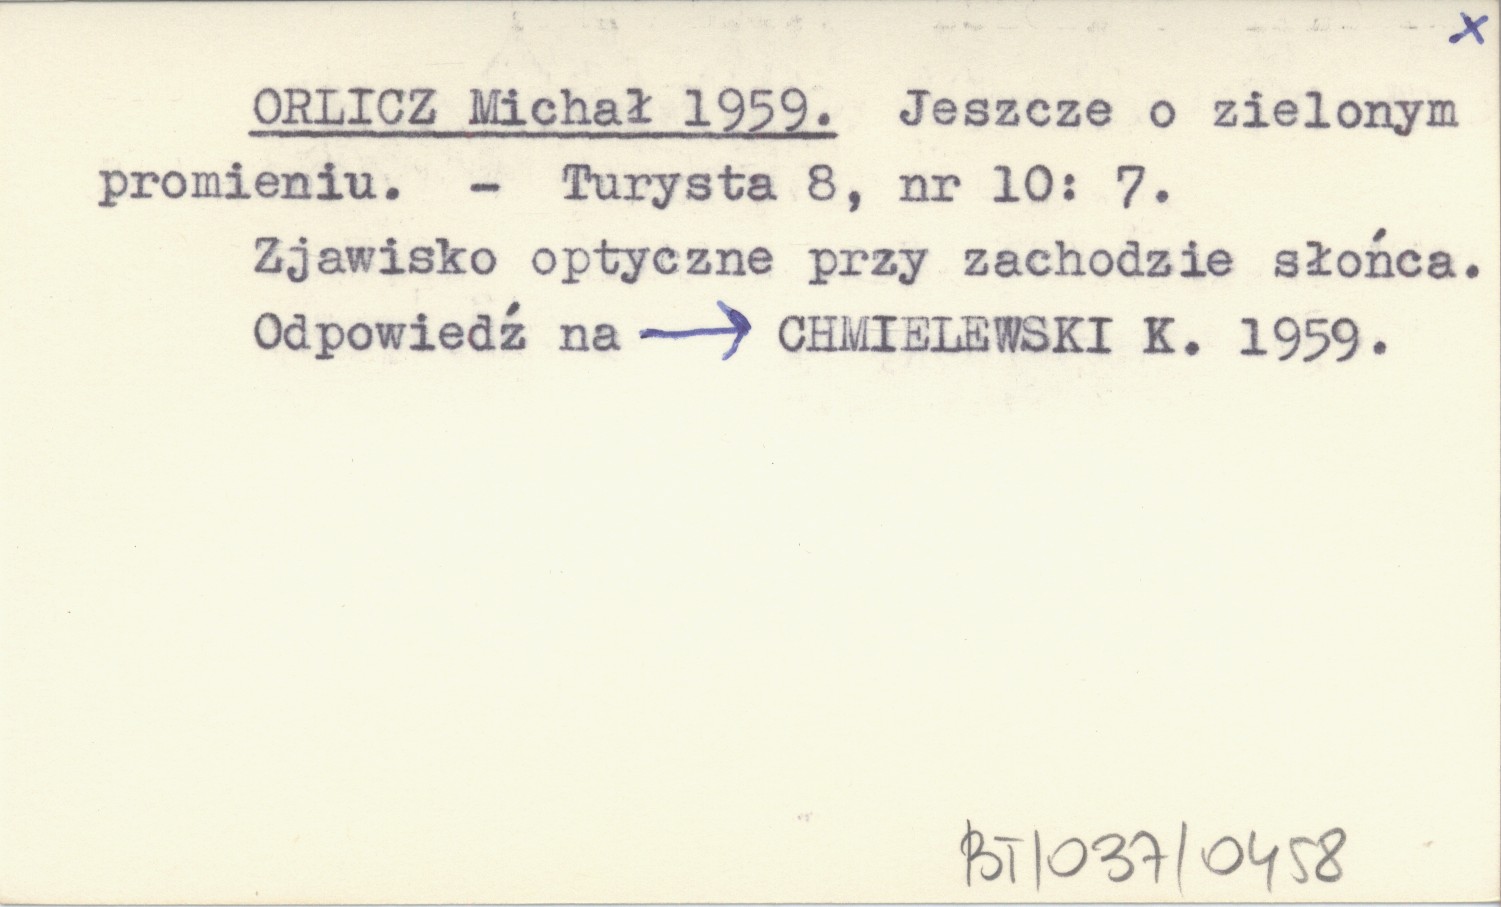 x
ORLICZ Michał 1959. Jeszcze o zielonym
promieniu. - Turysta 8, nr 10: 7.
Zjawisko optyczne przy zachodzie słońca.
Odpowiedź na → CHMIELEWSKI K. 1959.
BT/037/0458